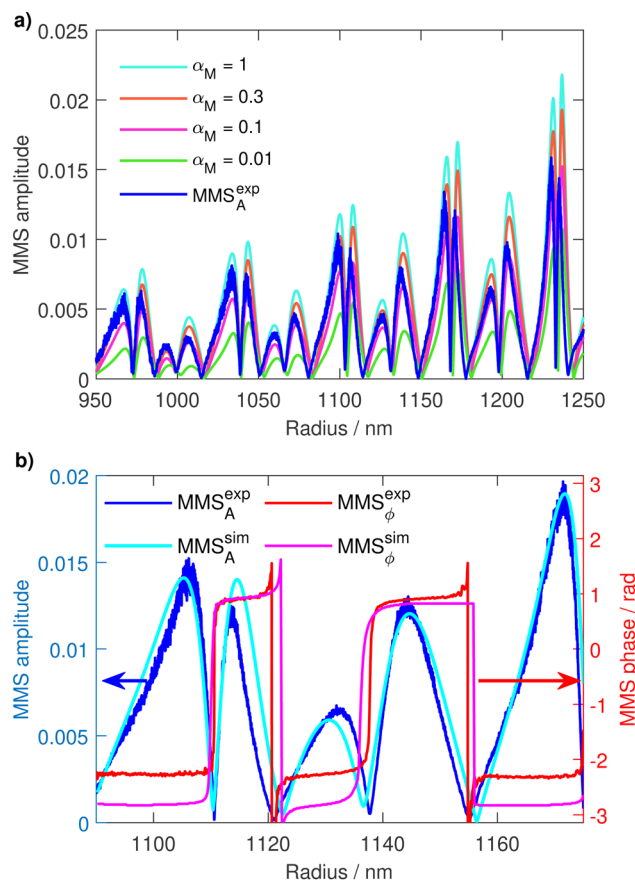 a)
0.025
0.02
0.015
0.01
0.005
0
MMS amplitude
α_M = 1
α_M = 0.3
α_M = 0.1
α_M = 0.01
MMS_A^exp
950 1000 1050 1100 1150 1200 1250
Radius / nm
b)
0.02
0.015
0.01
0.005
0
MMS amplitude
MMS_A^exp MMS_ϕ^exp
MMS_A^sim MMS_ϕ^sim
3
2
1
0
-1
-2
-3
MMS phase / rad
1100 1120 1140 1160
Radius / nm